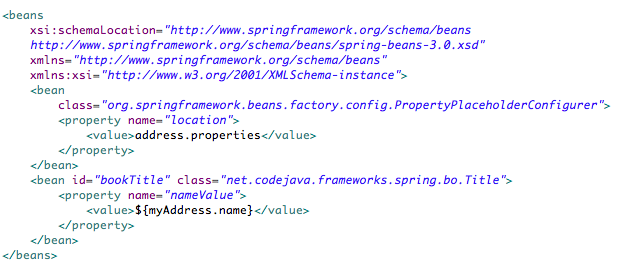 <beans
xsi:schemaLocation="http://www.springframework.org/schema/beans
http://www.springframework.org/schema/beans/spring-beans-3.0.xsd"
xmlns="http://www.springframework.org/schema/beans"
xmlns:xsi="http://www.w3.org/2001/XMLSchema-instance">
<bean
class="org.springframework.beans.factory.config.PropertyPlaceholderConfigurer">
<property name="location">
<value>address.properties</value>
</property>
</bean>
<bean id="bookTitle" class="net.codejava.frameworks.spring.bo.Title">
<property name="nameValue">
<value>${myAddress.name}</value>
</property>
</bean>
</beans>